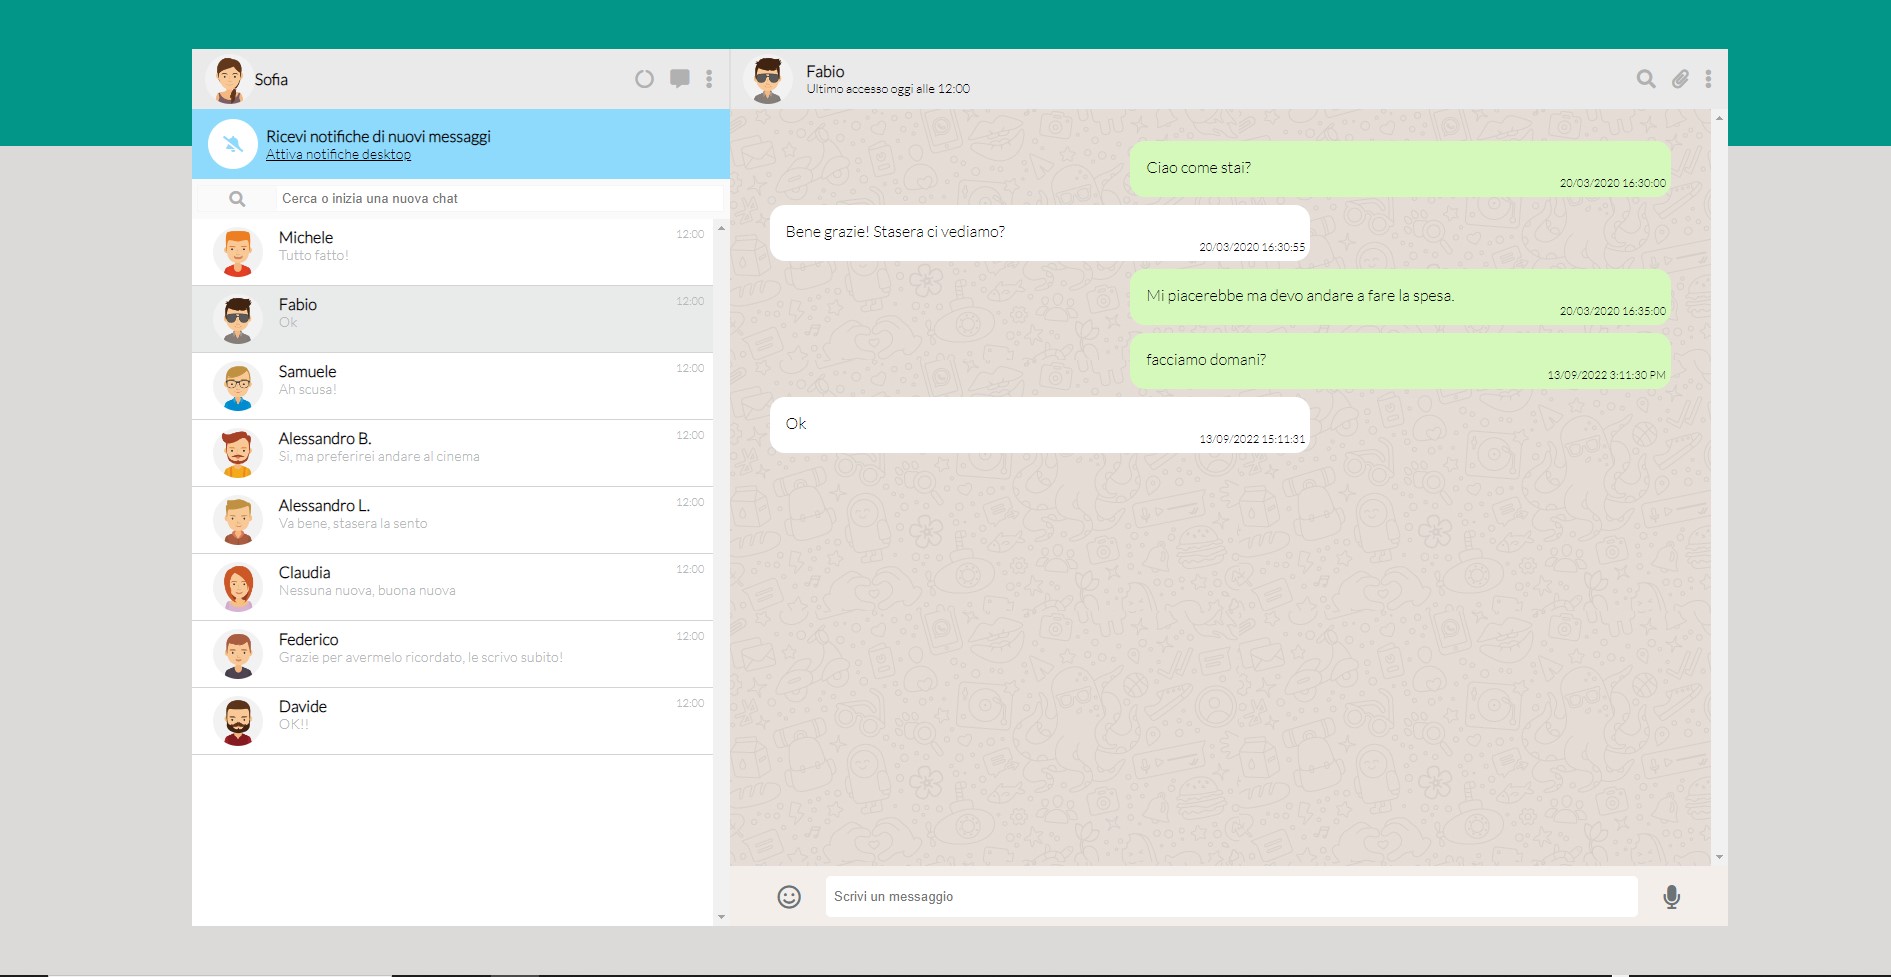 Sofia
Ricevi notifiche di nuovi messaggi
Attiva notifiche desktop
Cerca o inizia una nuova chat
Michele
12:00
Tutto fatto!
Fabio
12:00
Ok
Samuele
12:00
Ah scusa!
Alessandro B.
12:00
Si, ma preferirei andare al cinema
Alessandro L.
12:00
Va bene, stasera la sento
Claudia
12:00
Nessuna nuova, buona nuova
Federico
12:00
Grazie per avermelo ricordato, le scrivo subito!
Davide
12:00
OK!!
Fabio
Ultimo accesso oggi alle 12:00
Ciao come stai?
20/03/2020 16:30:00
Bene grazie! Stasera ci vediamo?
20/03/2020 16:30:55
Mi piacerebbe ma devo andare a fare la spesa.
20/03/2020 16:35:00
facciamo domani?
13/09/2022 3:11:30 PM
Ok
13/09/2022 15:11:31
Scrivi un messaggio